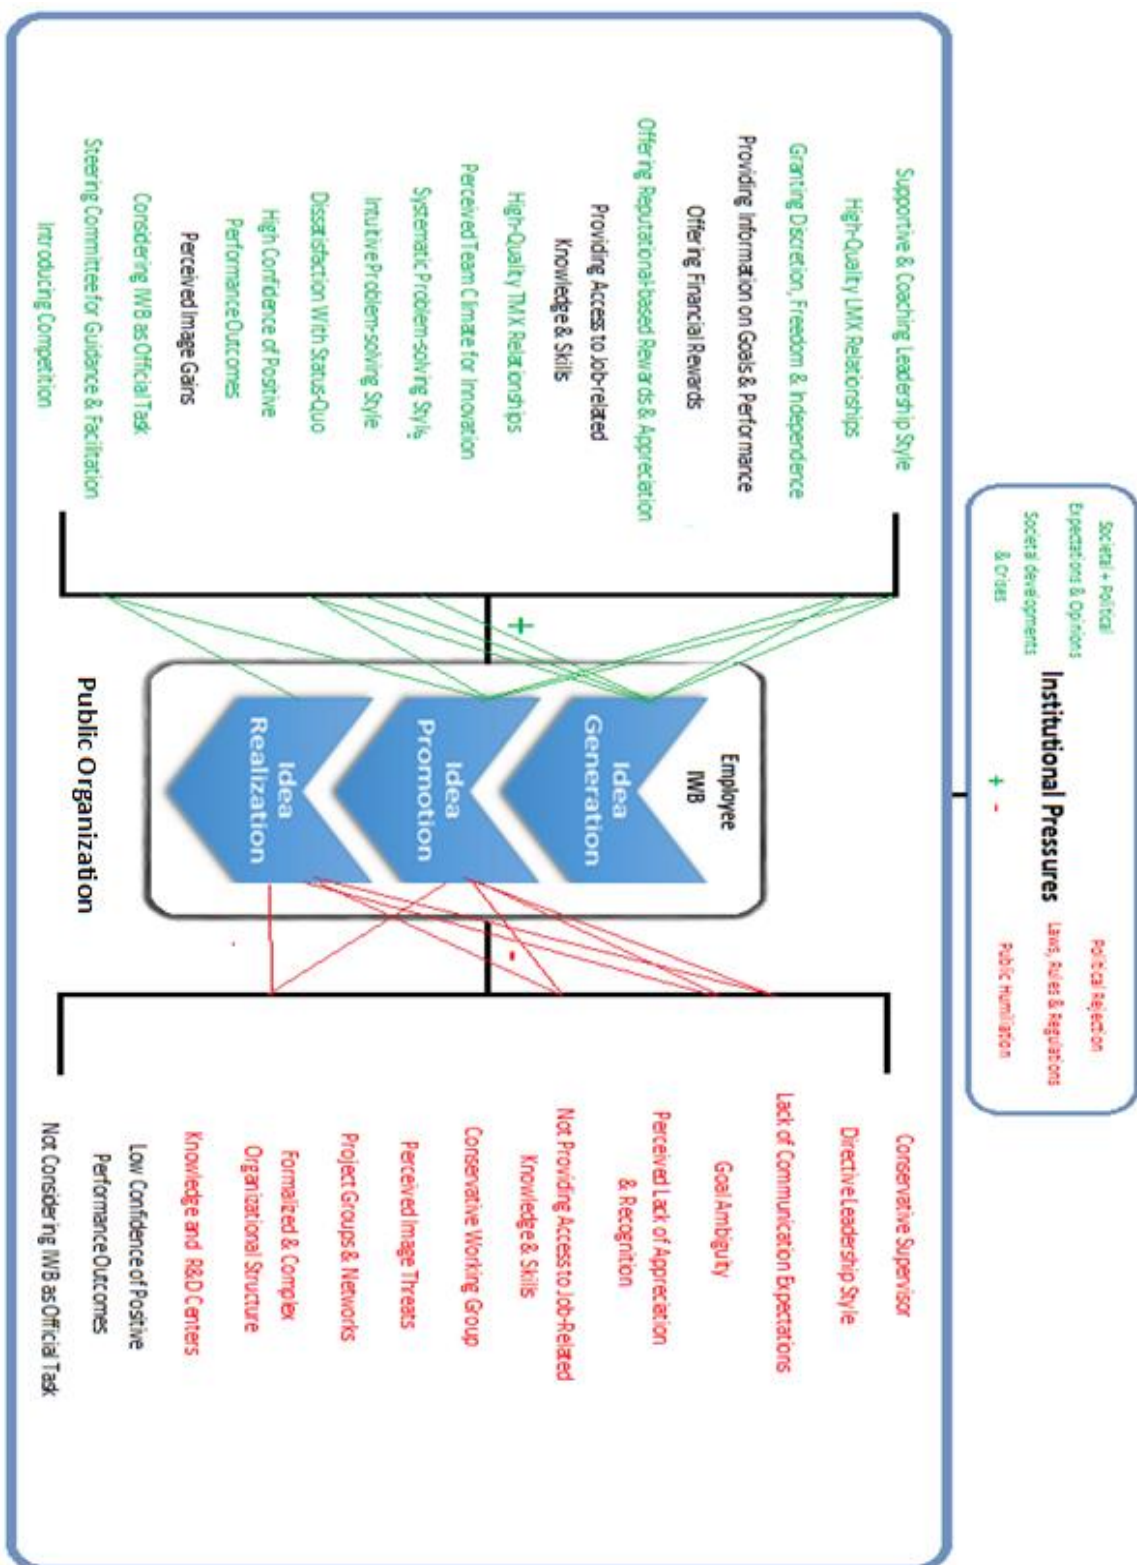 Societal + Political
Expectations & Opinions
Societal developments
& Crises
Institutional Pressures
+ -
Political Rejection
Laws, Rules & Regulations
Public Humiliation
Supportive & Coaching Leadership Style
High-Quality LMX Relationships
Granting Discretion, Freedom & Independence
Providing Information on Goals & Performance
Offering Financial Rewards
Offering Reputational-based Rewards & Appreciation
Providing Access to Job-related
Knowledge & Skills
High-Quality TMX Relationships
Perceived Team Climate for Innovation
Systematic Problem-solving Style
Intuitive Problem-solving Style
Dissatisfaction With Status-Quo
High Confidence of Positive
Performance Outcomes
Perceived Image Gains
Considering IWB as Official Task
Steering Committee for Guidance & Facilitation
Introducing Competition
+
Employee
IWB
Idea
Generation
Idea
Promotion
Idea
Realization
Public Organization
-
Conservative Supervisor
Directive Leadership Style
Lack of Communication Expectations
Goal Ambiguity
Perceived Lack of Appreciation
& Recognition
Not Providing Access to Job-Related
Knowledge & Skills
Conservative Working Group
Perceived Image Threats
Project Groups & Networks
Formalized & Complex
Organizational Structure
Knowledge and R&D Centers
Low Confidence of Positive
Performance Outcomes
Not Considering IWB as Official Task